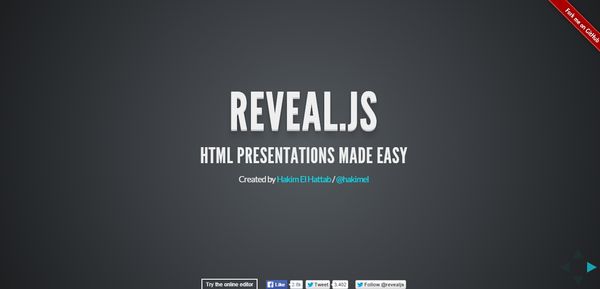 Fork me on GitHub
REVEAL.JS
HTML PRESENTATIONS MADE EASY
Created by Hakim El Hattab / @hakimel
Try the online editor Like Tweet 3,402 Follow @revealjs